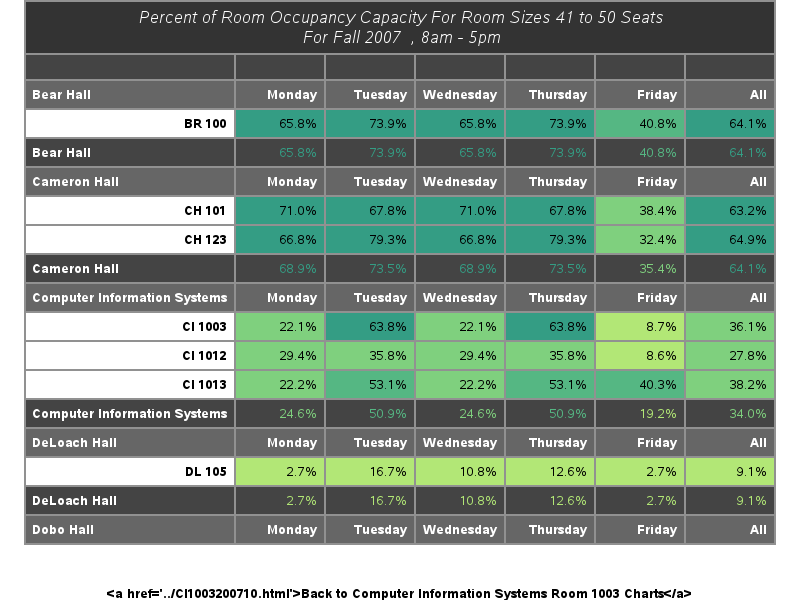 Percent of Room Occupancy Capacity For Room Sizes 41 to 50 Seats
For Fall 2007 , 8am - 5pm
Bear Hall Monday Tuesday Wednesday Thursday Friday All
BR 100 65.8% 73.9% 65.8% 73.9% 40.8% 64.1%
Bear Hall 65.8% 73.9% 65.8% 73.9% 40.8% 64.1%
Cameron Hall Monday Tuesday Wednesday Thursday Friday All
CH 101 71.0% 67.8% 71.0% 67.8% 38.4% 63.2%
CH 123 66.8% 79.3% 66.8% 79.3% 32.4% 64.9%
Cameron Hall 68.9% 73.5% 68.9% 73.5% 35.4% 64.1%
Computer Information Systems Monday Tuesday Wednesday Thursday Friday All
CI 1003 22.1% 63.8% 22.1% 63.8% 8.7% 36.1%
CI 1012 29.4% 35.8% 29.4% 35.8% 8.6% 27.8%
CI 1013 22.2% 53.1% 22.2% 53.1% 40.3% 38.2%
Computer Information Systems 24.6% 50.9% 24.6% 50.9% 19.2% 34.0%
DeLoach Hall Monday Tuesday Wednesday Thursday Friday All
DL 105 2.7% 16.7% 10.8% 12.6% 2.7% 9.1%
DeLoach Hall 2.7% 16.7% 10.8% 12.6% 2.7% 9.1%
Dobo Hall Monday Tuesday Wednesday Thursday Friday All
<a href='../CI1003200710.html'>Back to Computer Information Systems Room 1003 Charts</a>